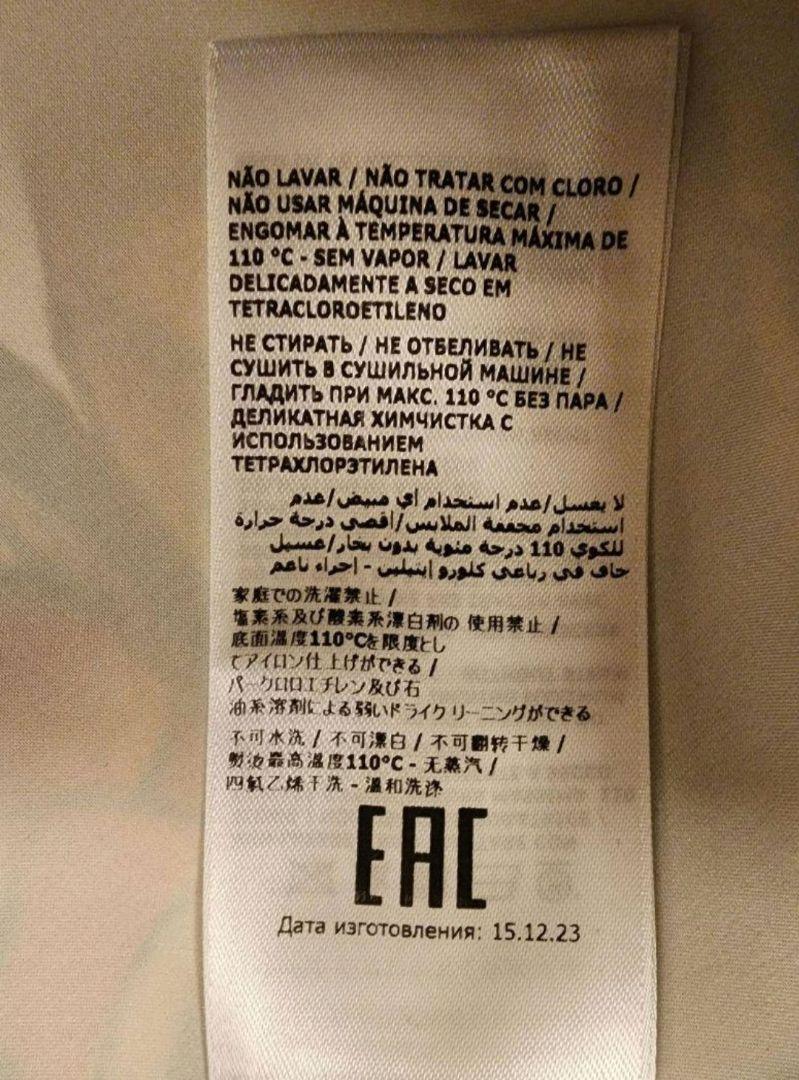 NÃO LAVAR / NÃO TRATAR COM CLORO /
NÃO USAR MÁQUINA DE SECAR /
ENGOMAR À TEMPERATURA MÁXIMA DE
110 °C - SEM VAPOR / LAVAR
DELICADAMENTE A SECO EM
TETRACLOROETILENO
НЕ СТИРАТЬ / НЕ ОТБЕЛИВАТЬ / НЕ
СУШИТЬ В СУШИЛЬНОЙ МАШИНЕ /
ГЛАДИТЬ ПРИ МАКС. 110 °C БЕЗ ПАРА /
ДЕЛИКАТНАЯ ХИМЧИСТКА С
ИСПОЛЬЗОВАНИЕМ
ТЕТРАХЛОРЭТИЛЕНА
لا يغسل/عدم استخدام أي مبيض/عدم
استخدام مجففة الملابس/أقصى درجة حرارة
للكوي 110 درجة مئوية بدون بخار/غسيل
جاف في رباعي كلورو إيثيلين - إجراء ناعم
家庭での洗濯禁止 /
塩素系及び酸素系漂白剤の 使用禁止 /
底面温度110°Cを限度とし
てアイロン仕上げができる /
パークロロエチレン及び石
油系溶剤による弱いドライクリーニングができる
不可水洗 / 不可漂白 / 不可翻转干燥 /
熨烫最高温度110°C - 无蒸汽 /
四氯乙烯干洗 - 温和洗涤
EAC
Дата изготовления: 15.12.23